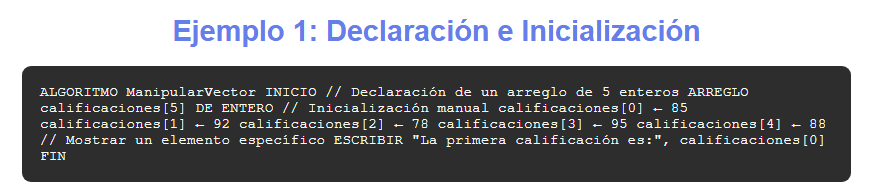 Ejemplo 1: Declaración e Inicialización
ALGORITMO ManipularVector INICIO // Declaración de un arreglo de 5 enteros ARREGLO
calificaciones[5] DE ENTERO // Inicialización manual calificaciones[0] ← 85
calificaciones[1] ← 92 calificaciones[2] ← 78 calificaciones[3] ← 95 calificaciones[4] ← 88
// Mostrar un elemento específico ESCRIBIR "La primera calificación es:", calificaciones[0]
FIN